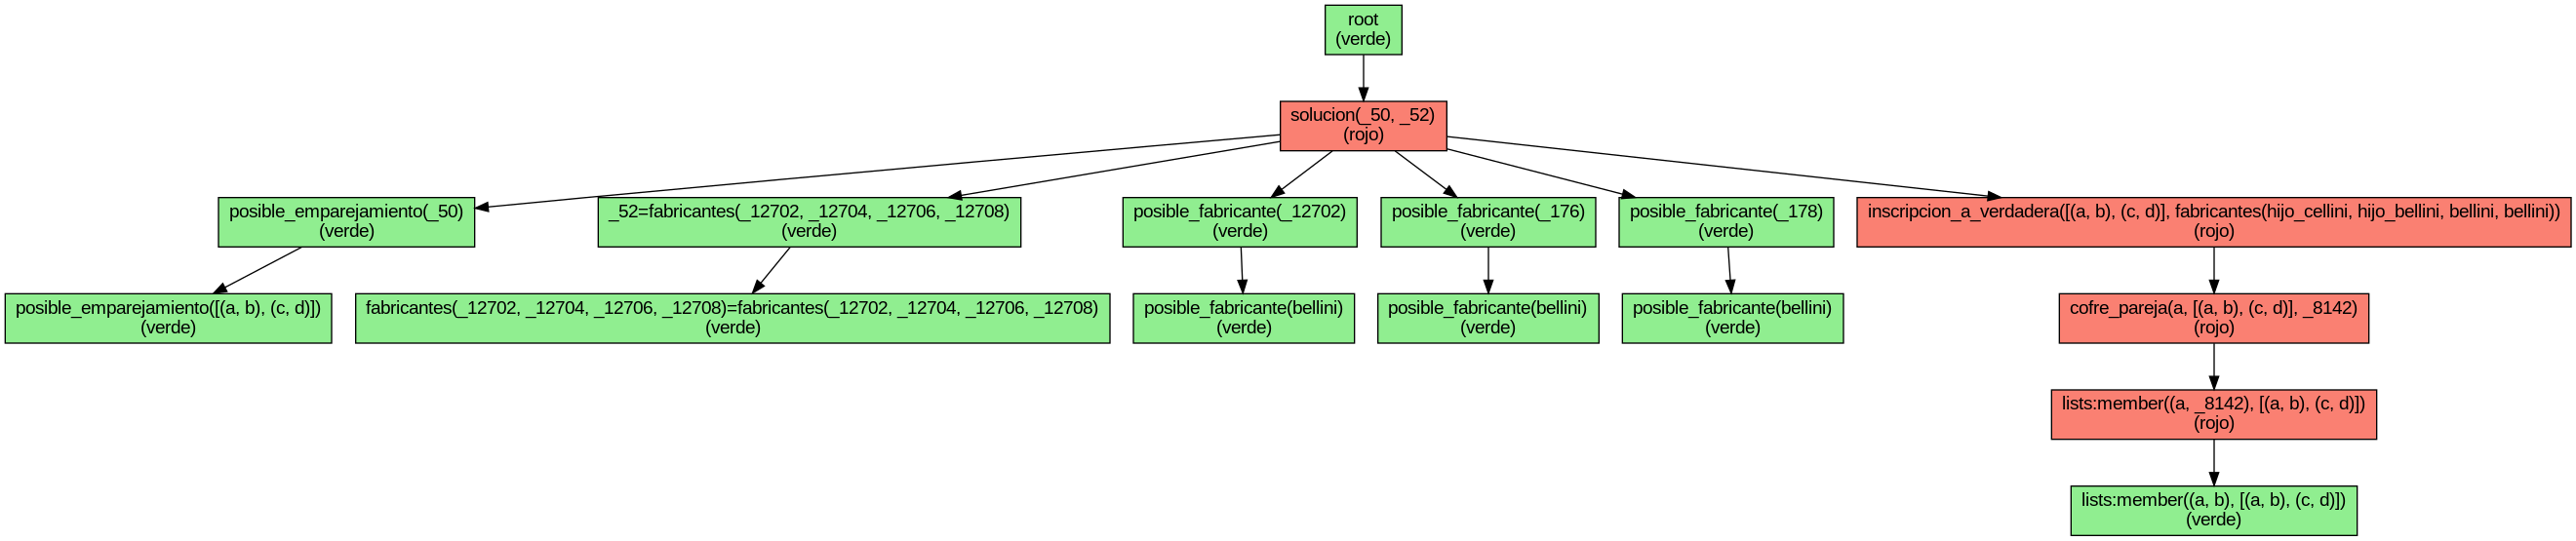 root
(verde)
solucion(_50, _52)
(rojo)
posible_emparejamiento(_50)
(verde)
_52=fabricantes(_12702, _12704, _12706, _12708)
(verde)
posible_fabricante(_12702)
(verde)
posible_fabricante(_176)
(verde)
posible_fabricante(_178)
(verde)
inscripcion_a_verdadera([(a, b), (c, d)], fabricantes(hijo_cellini, hijo_bellini, bellini, bellini))
(rojo)
posible_emparejamiento([(a, b), (c, d)])
(verde)
fabricantes(_12702, _12704, _12706, _12708)=fabricantes(_12702, _12704, _12706, _12708)
(verde)
posible_fabricante(bellini)
(verde)
posible_fabricante(bellini)
(verde)
posible_fabricante(bellini)
(verde)
cofre_pareja(a, [(a, b), (c, d)], _8142)
(rojo)
lists:member((a, _8142), [(a, b), (c, d)])
(rojo)
lists:member((a, b), [(a, b), (c, d)])
(verde)